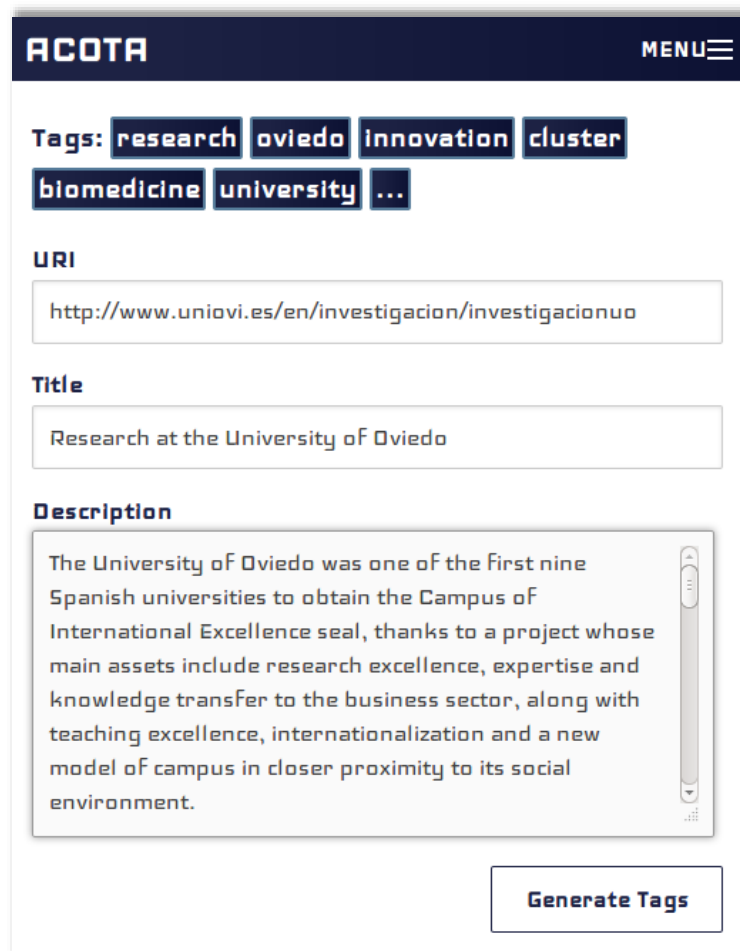 ACOTA MENU
Tags: research oviedo innovation cluster
biomedicine university ...
URI
http://www.uniovi.es/en/investigacion/investigacionuo
Title
Research at the University of Oviedo
Description
The University of Oviedo was one of the first nine
Spanish universities to obtain the Campus of
International Excellence seal, thanks to a project whose
main assets include research excellence, expertise and
knowledge transfer to the business sector, along with
teaching excellence, internationalization and a new
model of campus in closer proximity to its social
environment.
Generate Tags